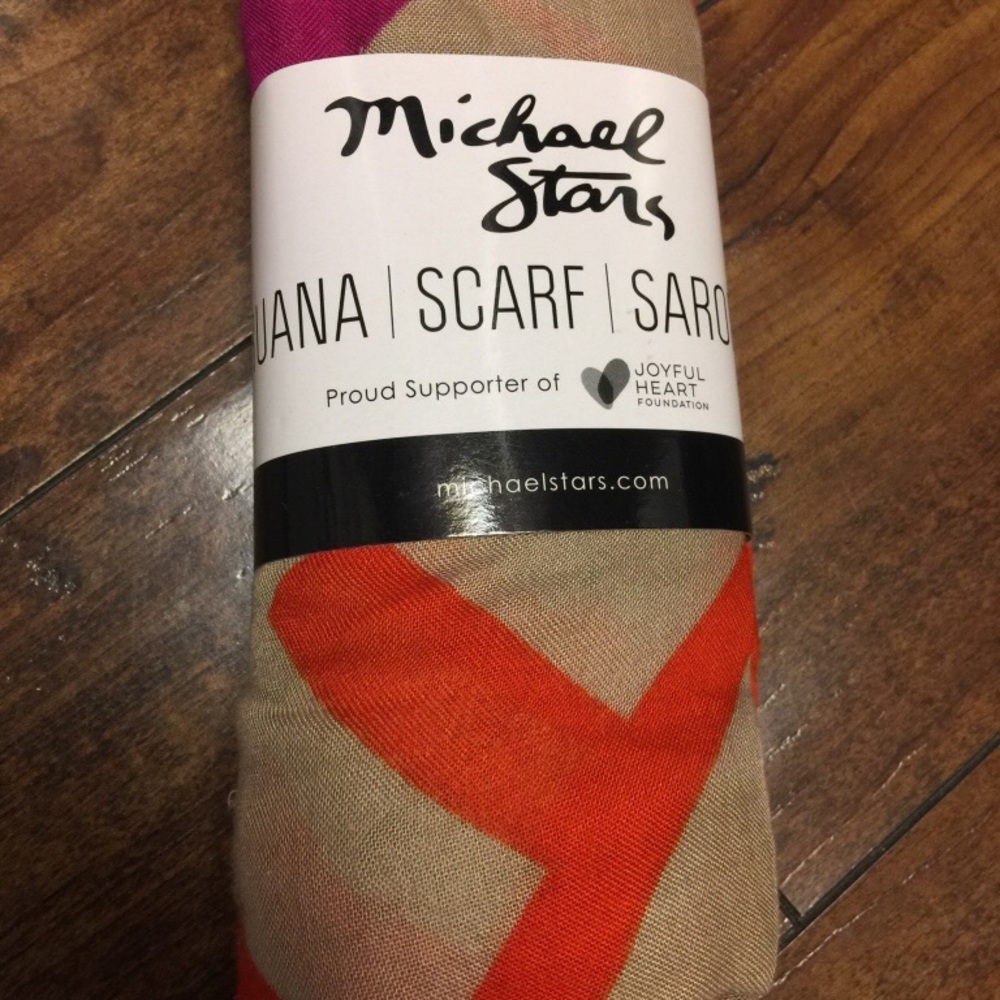 Michael
Stars
UANA | SCARF | SARO
Proud Supporter of
JOYFUL
HEART
FOUNDATION
michaelstars.com